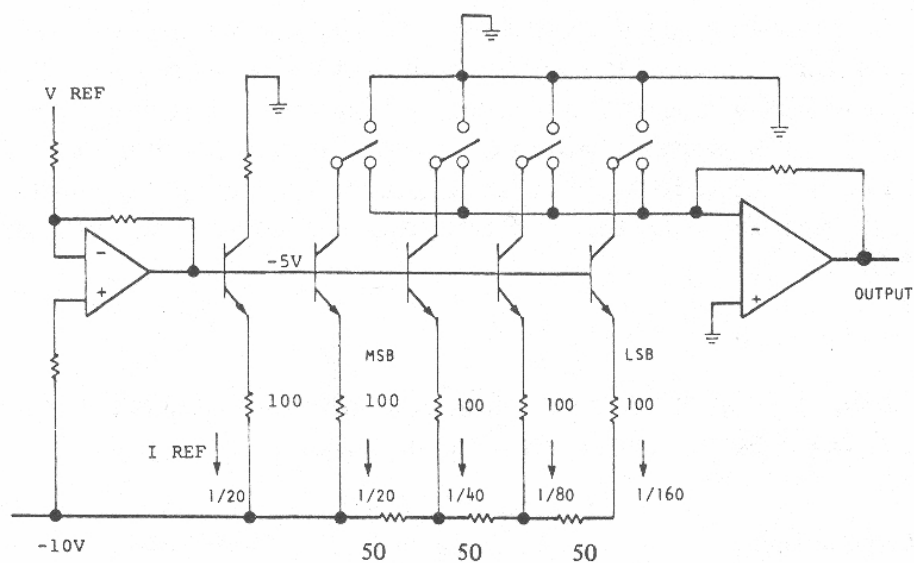 V REF
-
+
-5V
-
+
OUTPUT
MSB
LSB
100
100
100
100
100
I REF
1/20
1/20
1/40
1/80
1/160
-10V
50
50
50